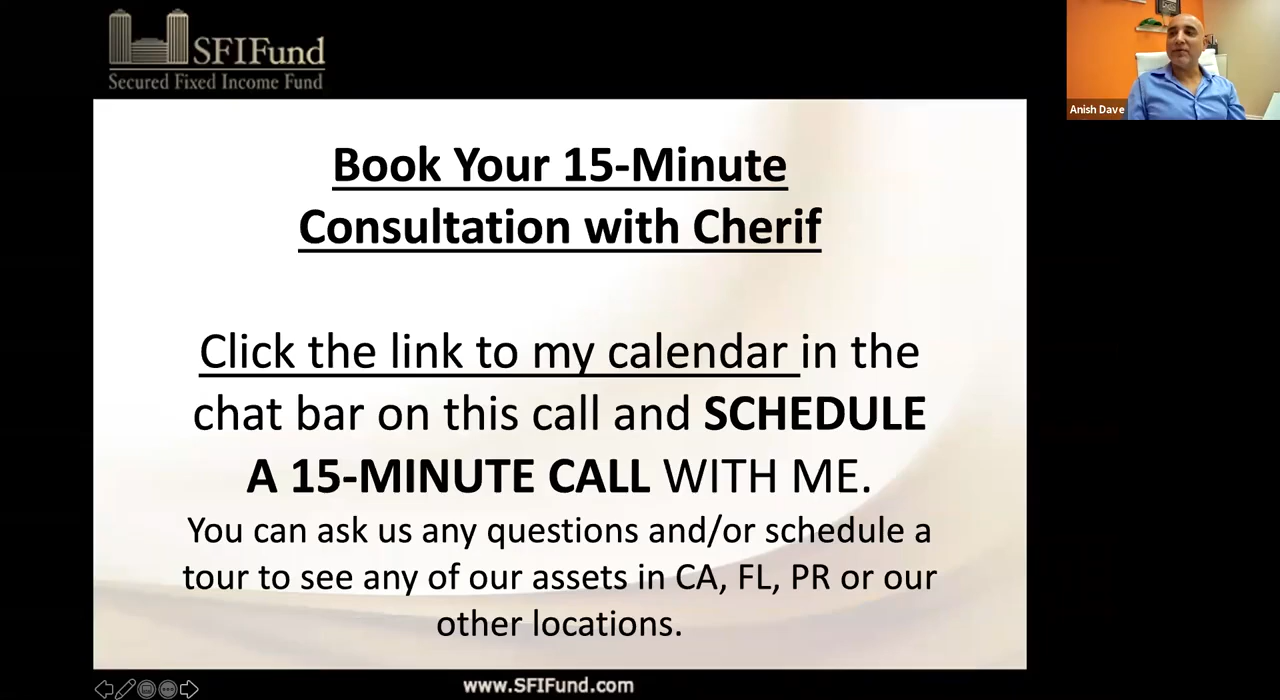 SFIFund
Secured Fixed Income Fund
Anish Dave
Book Your 15-Minute
Consultation with Cherif
Click the link to my calendar in the
chat bar on this call and SCHEDULE
A 15-MINUTE CALL WITH ME.
You can ask us any questions and/or schedule a
tour to see any of our assets in CA, FL, PR or our
other locations.
www.SFIFund.com